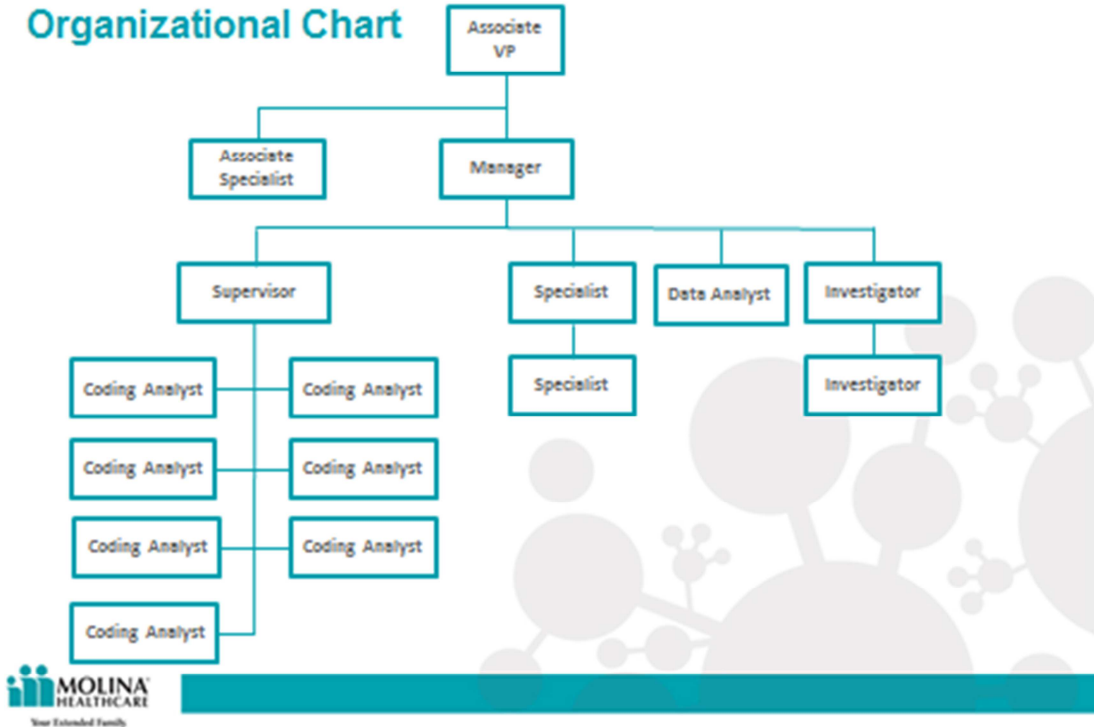 Organizational Chart
Associate
VP
Associate
Specialist
Manager
Supervisor
Specialist
Data Analyst
Investigator
Specialist
Investigator
Coding Analyst
Coding Analyst
Coding Analyst
Coding Analyst
Coding Analyst
Coding Analyst
Coding Analyst
MOLINA
HEALTHCARE
Your Extended Family.